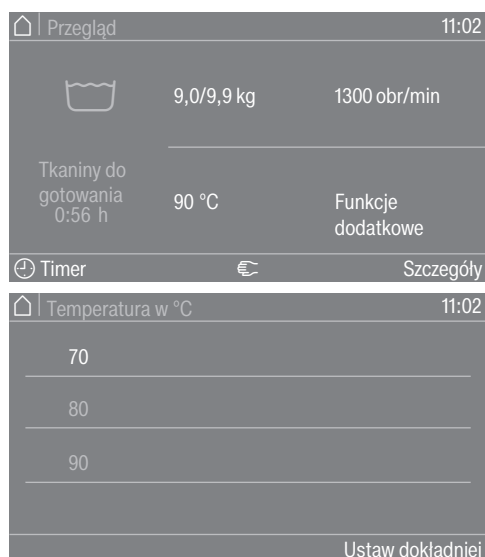 Przegląd 11:02
9,0/9,9 kg 1300 obr/min
Tkaniny do
gotowania
0:56 h
90 °C Funkcje
dodatkowe
Timer Szczegóły
Temperatura w °C 11:02
70
80
90
Ustaw dokładniej